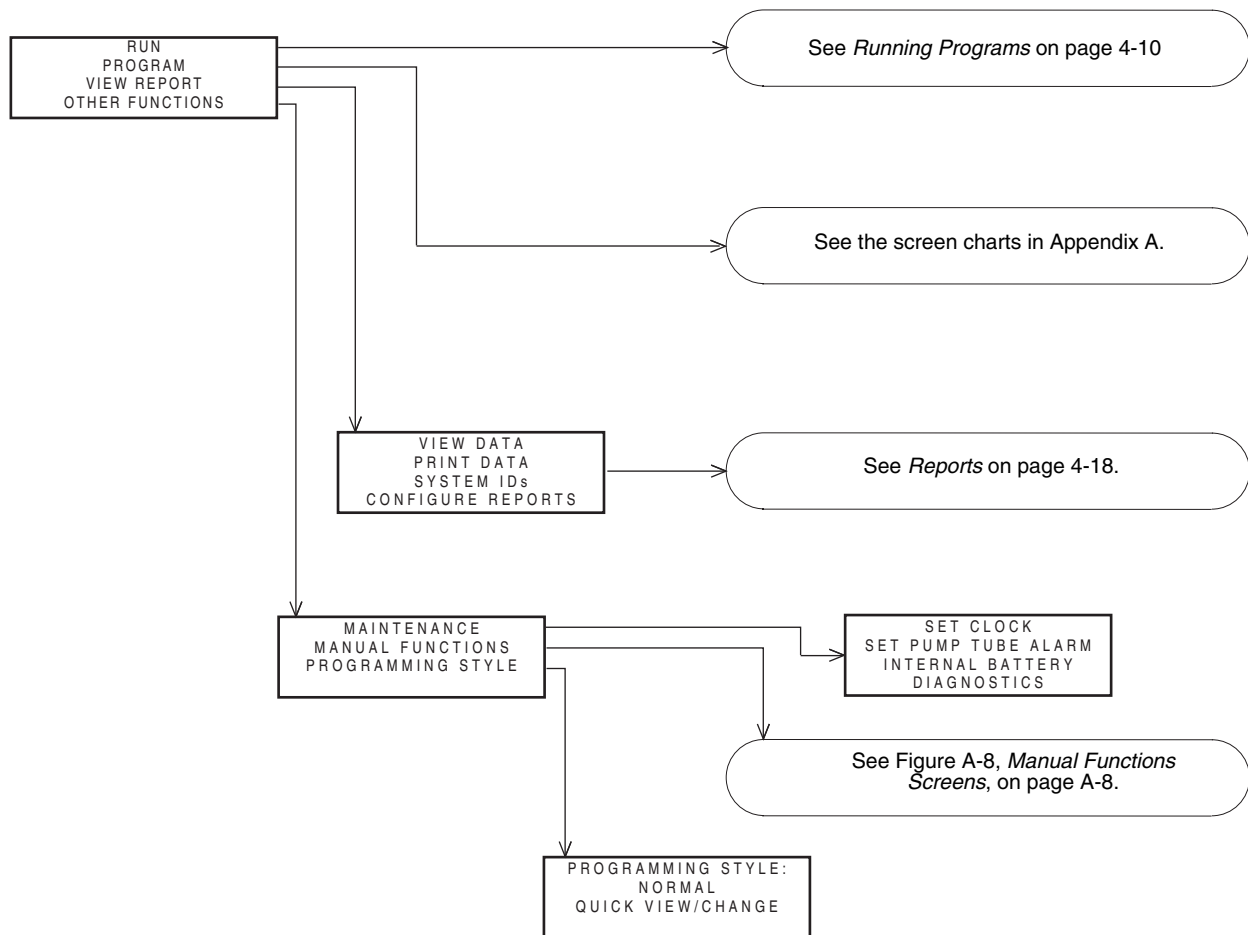 RUN
PROGRAM
VIEW REPORT
OTHER FUNCTIONS
See Running Programs on page 4-10
See the screen charts in Appendix A.
VIEW DATA
PRINT DATA
SYSTEM IDs
CONFIGURE REPORTS
See Reports on page 4-18.
MAINTENANCE
MANUAL FUNCTIONS
PROGRAMMING STYLE
SET CLOCK
SET PUMP TUBE ALARM
INTERNAL BATTERY
DIAGNOSTICS
See Figure A-8, Manual Functions
Screens, on page A-8.
PROGRAMMING STYLE:
NORMAL
QUICK VIEW/CHANGE